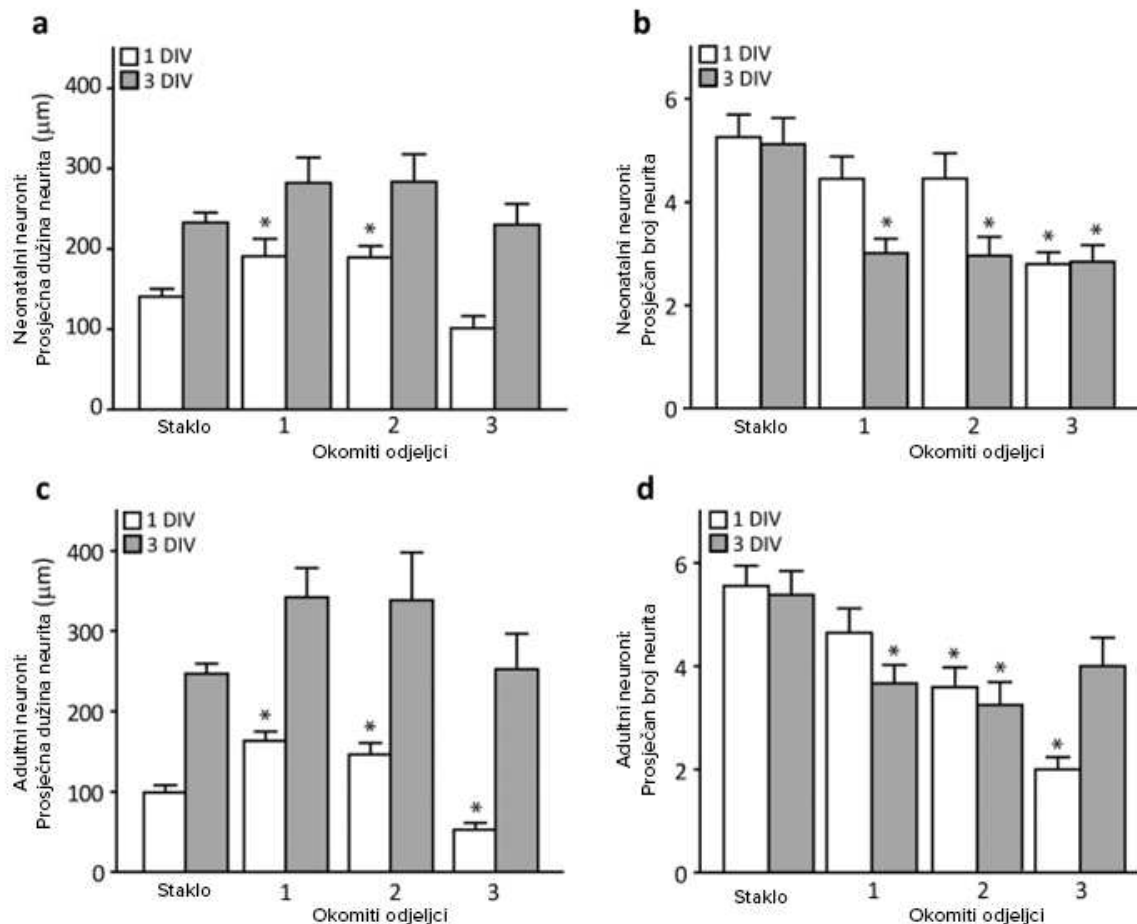 a
1 DIV
3 DIV
Neonatalni neuroni:
Prosječna dužina neurita (µm)
400
300
200
100
0
Staklo
1
2
3
Okomiti odjeljci
b
1 DIV
3 DIV
Neonatalni neuroni:
Prosječan broj neurita
6
4
2
0
* * * *
Staklo
1
2
3
Okomiti odjeljci
c
1 DIV
3 DIV
Adultni neuroni:
Prosječna dužina neurita (µm)
400
300
200
100
0
Staklo
1
2
3
Okomiti odjeljci
d
1 DIV
3 DIV
Adultni neuroni:
Prosječan broj neurita
6
4
2
0
Staklo
1
2
3
Okomiti odjeljci